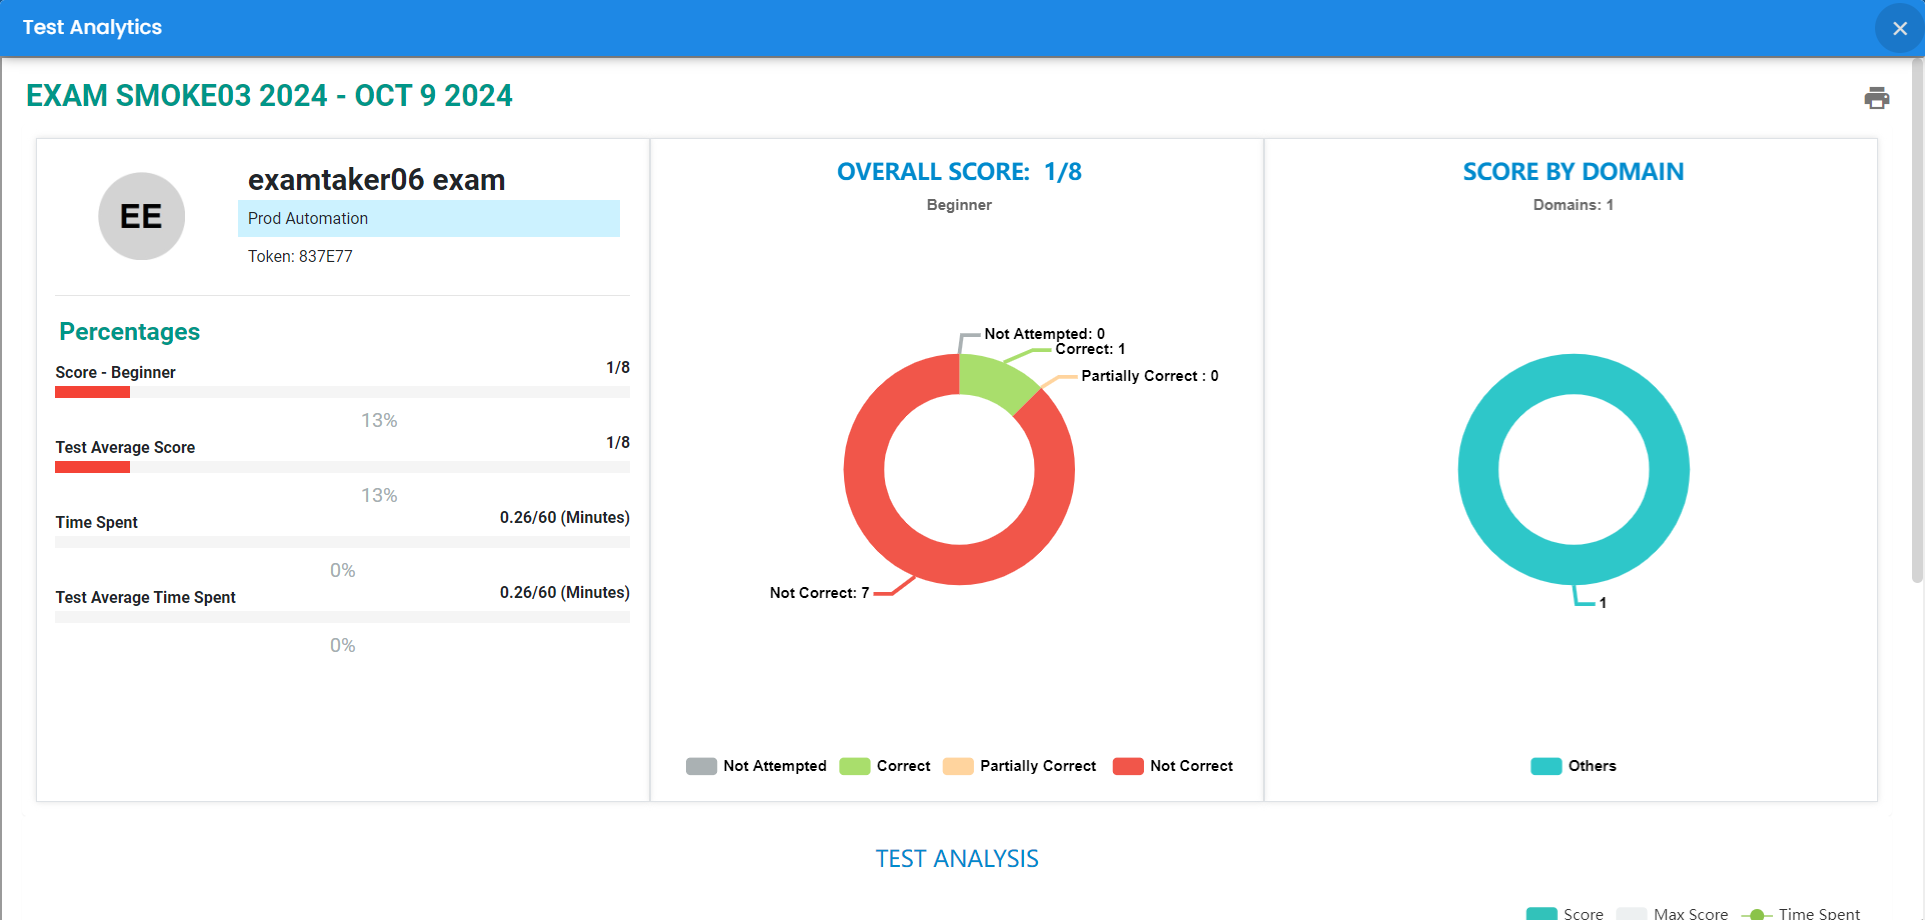 Test Analytics
EXAM SMOKE03 2024 - OCT 9 2024
EE
examtaker06 exam
Prod Automation
Token: 837E77
Percentages
Score - Beginner 1/8
13%
Test Average Score 1/8
13%
Time Spent 0.26/60 (Minutes)
0%
Test Average Time Spent 0.26/60 (Minutes)
0%
OVERALL SCORE: 1/8
Beginner
Not Attempted: 0
Correct: 1
Partially Correct : 0
Not Correct: 7
Not Attempted Correct Partially Correct Not Correct
SCORE BY DOMAIN
Domains: 1
1
Others
TEST ANALYSIS
Score Max Score Time Spent